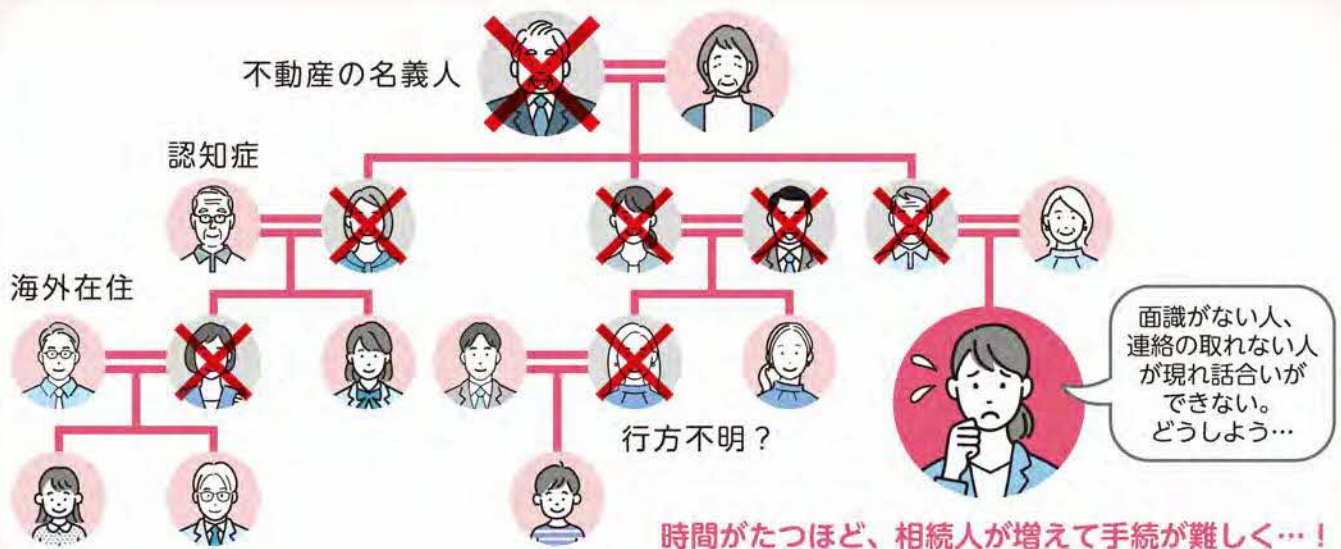 不動産の名義人
認知症
海外在住
行方不明？
面識がない人、
連絡の取れない人
が現れ話合いが
できない。
どうしよう…
時間がたつほど、相続人が増えて手続が難しく…！